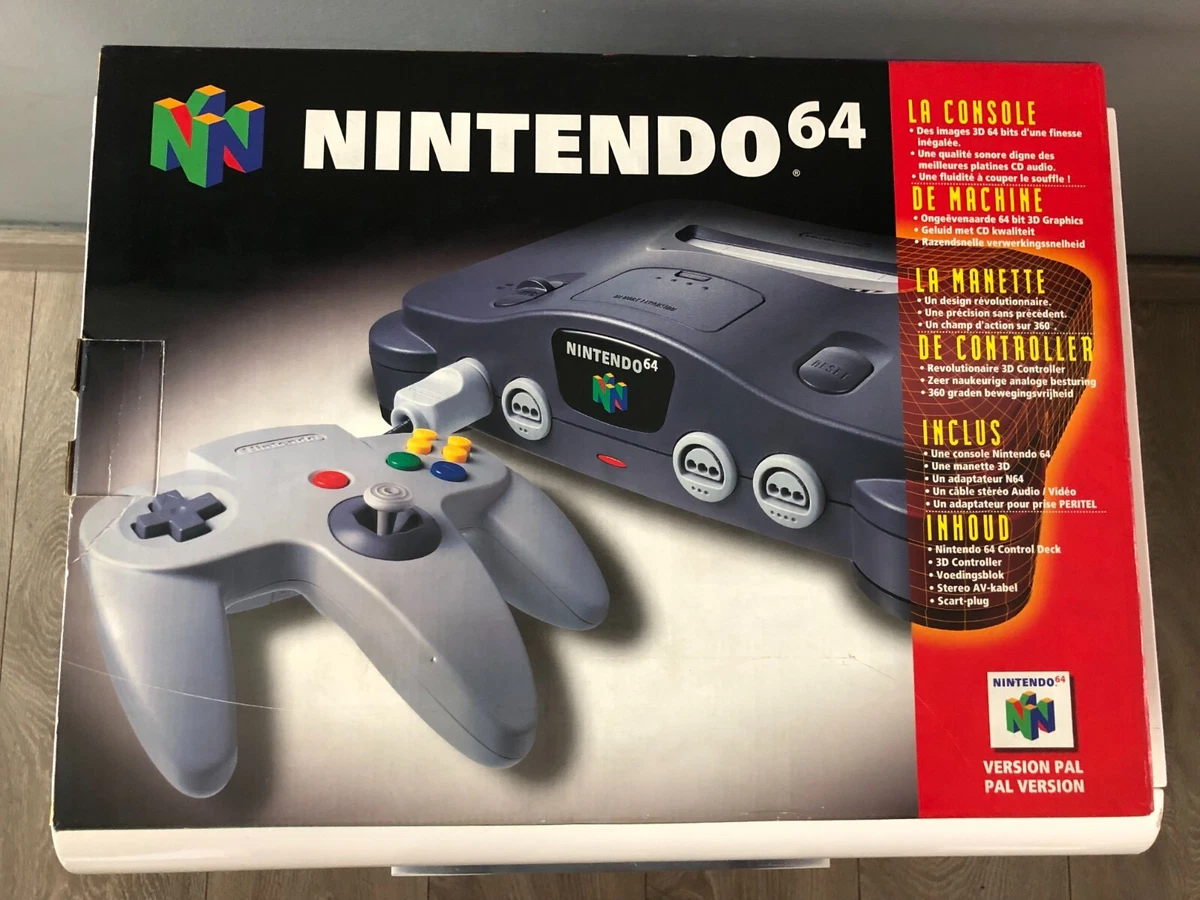 NINTENDO64
®
LA CONSOLE
• Des images 3D 64 bits d'une finesse
inégalée.
• Une qualité sonore digne des
meilleures platines CD audio.
• Une fluidité à couper le souffle !
DE MACHINE
• Ongeëvenaarde 64 bit 3D Graphics
• Geluid met CD kwaliteit
• Razendsnelle verwerkingssnelheid
LA MANETTE
• Un design révolutionnaire.
• Une précision sans précédent.
• Un champ d'action sur 360°.
DE CONTROLLER
• Revolutionaire 3D Controller
• Zeer naukeurige analoge besturing
• 360 graden bewegingsvrijheid
INCLUS
• Une console Nintendo 64
• Une manette 3D
• Un adaptateur N64
• Un câble stéréo Audio / Vidéo
• Un adaptateur pour prise PERITEL
INHOUD
• Nintendo 64 Control Deck
• 3D Controller
• Voedingsblok
• Stereo AV-kabel
• Scart-plug
NINTENDO64
VERSION PAL
PAL VERSION
MEMORY EXPANSION
NINTENDO64
RESET
Nintendo